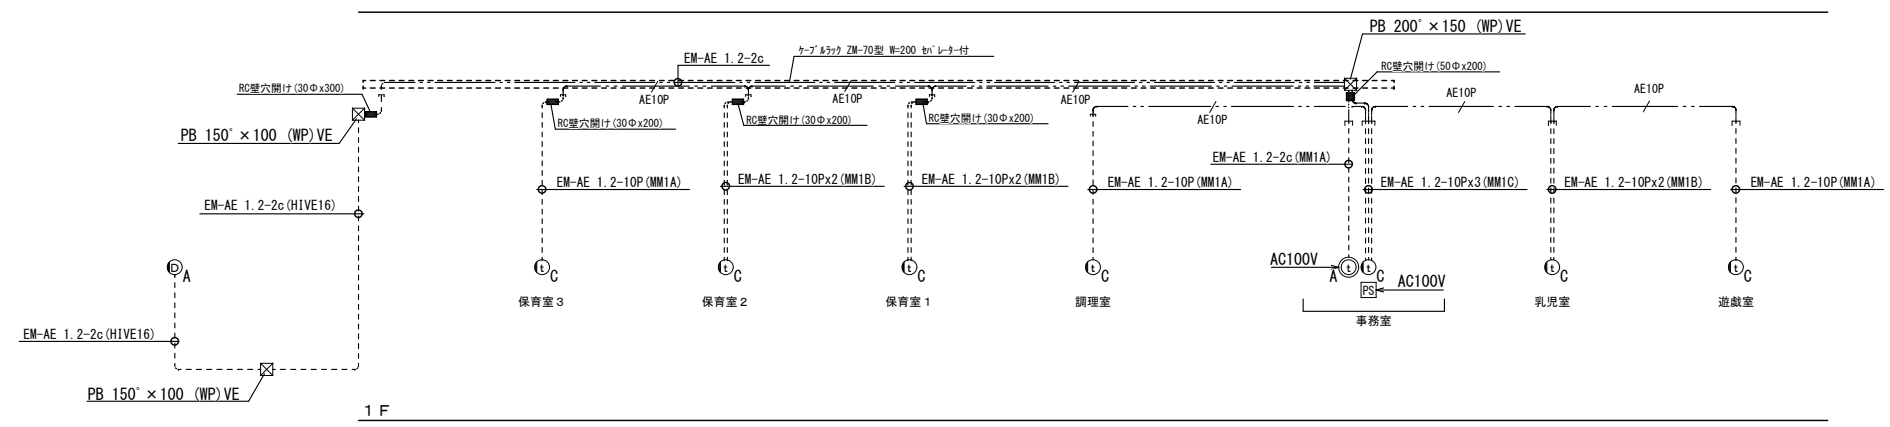 PB 200°×150 (WP)VE
ｹｰﾌﾞﾙﾗｯｸ ZM-70型 W=200 ｾﾊﾟﾚｰﾀｰ付
EM-AE 1.2-2c
RC壁穴開け(50Φx200)
RC壁穴開け(30Φx300)
AE10P
AE10P
AE10P
AE10P
AE10P
AE10P
RC壁穴開け(30Φx200)
RC壁穴開け(30Φx200)
RC壁穴開け(30Φx200)
PB 150°×100 (WP)VE
EM-AE 1.2-2c(MM1A)
EM-AE 1.2-10P(MM1A)
EM-AE 1.2-10Px2(MM1B)
EM-AE 1.2-10Px2(MM1B)
EM-AE 1.2-10P(MM1A)
EM-AE 1.2-10Px3(MM1C)
EM-AE 1.2-10Px2(MM1B)
EM-AE 1.2-10P(MM1A)
EM-AE 1.2-2c(HIVE16)
AC100V
D A
t C
t C
t C
t C
t A
t C
t C
t C
PS
AC100V
保育室３
保育室２
保育室１
調理室
事務室
乳児室
遊戯室
EM-AE 1.2-2c(HIVE16)
PB 150°×100 (WP)VE
１Ｆ